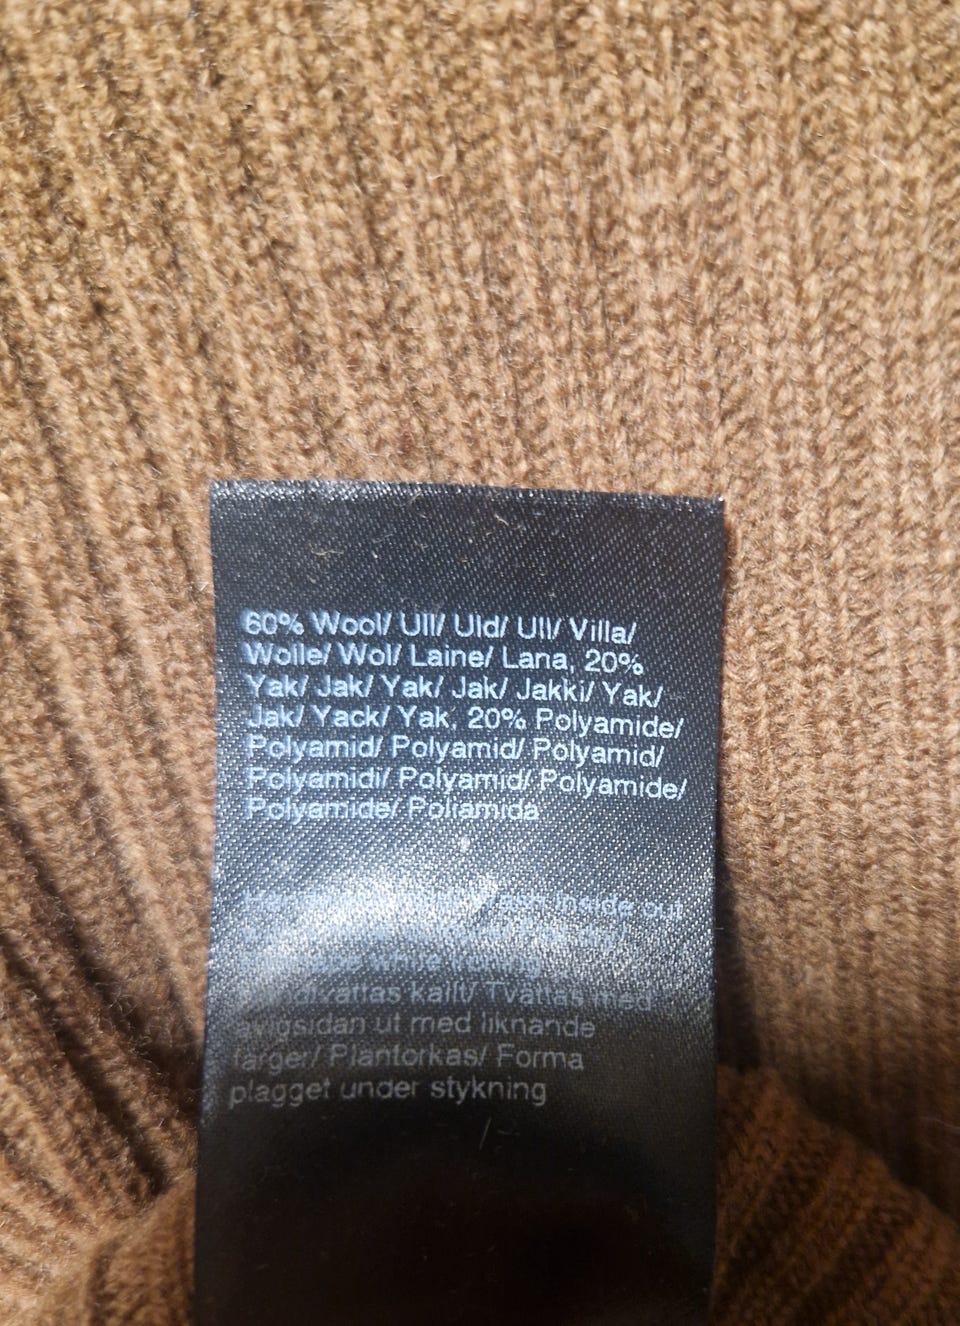 60% Wool/ Ull/ Uld/ Ull/ Villa/
Wolle/ Wol/ Laine/ Lana, 20%
Yak/ Jak/ Yak/ Jak/ Jakki/ Yak/
Jak/ Yack/ Yak, 20% Polyamide/
Polyamid/ Polyamid/ Polyamid/
Polyamidi/ Polyamid/ Polyamide/
Polyamide/ Poliamida
inside out
while
kallt/ Tvättas med
avigsidan ut med liknande
färger/ Plantorkas/ Forma
plagget under stykning